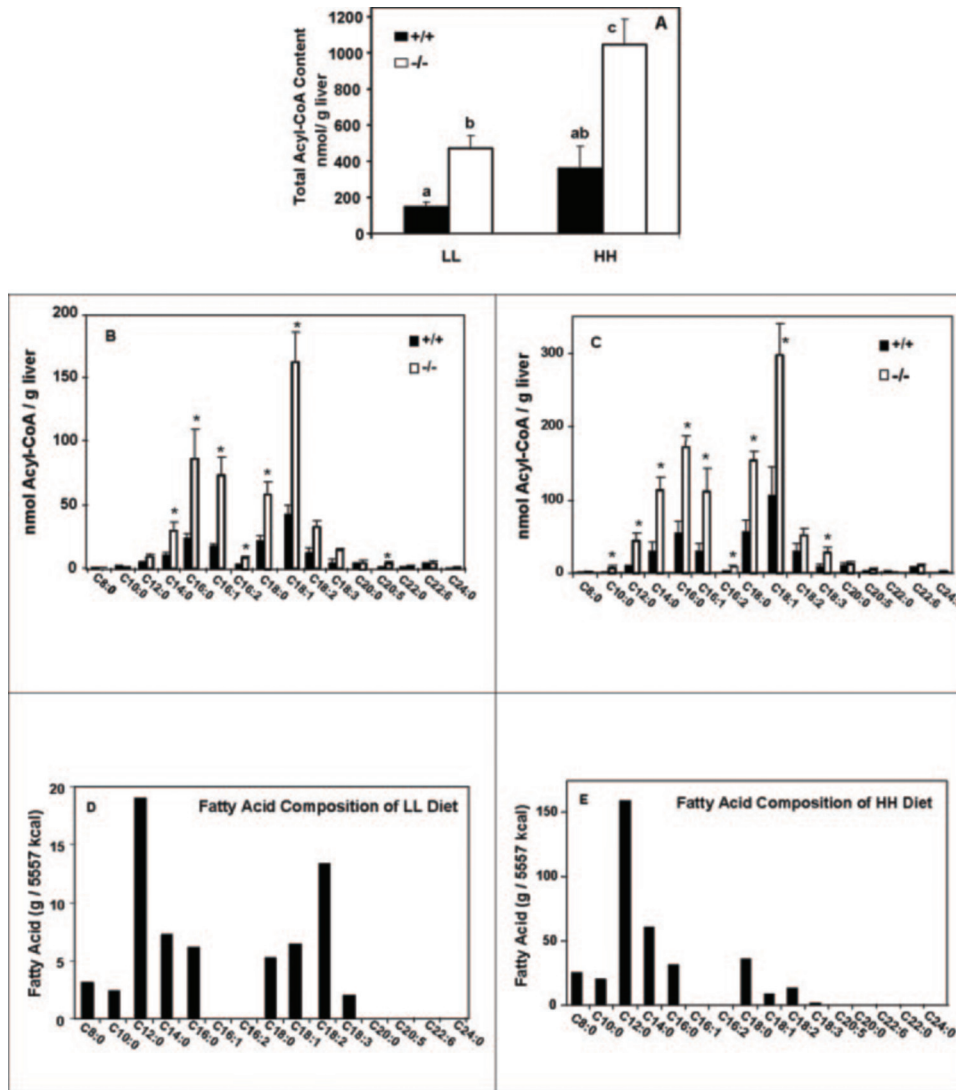 A
+/+
-/-
Total Acyl-CoA Content
nmol/ g liver
1200
1000
800
600
400
200
0
a
b
ab
c
LL
HH
B
+/+
-/-
nmol Acyl-CoA / g liver
200
150
100
50
0
* * * * * * *
C8:0 C10:0 C12:0 C14:0 C16:0 C16:1 C16:2 C18:0 C18:1 C18:2 C18:3 C20:0 C20:5 C22:0 C22:6 C24:0
C
+/+
-/-
nmol Acyl-CoA / g liver
300
200
100
0
* * * * * * * * *
C8:0 C10:0 C12:0 C14:0 C16:0 C16:1 C16:2 C18:0 C18:1 C18:2 C18:3 C20:0 C20:5 C22:0 C22:6
D
Fatty Acid Composition of LL Diet
Fatty Acid (g / 5557 kcal)
20
15
10
5
0
C8:0 C10:0 C12:0 C14:0 C16:0 C16:1 C16:2 C18:0 C18:1 C18:2 C18:3 C20:0 C20:5 C22:6 C24:0
E
Fatty Acid Composition of HH Diet
Fatty Acid (g / 5557 kcal)
150
100
50
0
C8:0 C10:0 C12:0 C14:0 C16:0 C16:1 C16:2 C18:0 C18:1 C18:2 C18:3 C20:5 C20:0 C22:6 C22:0 C24:0